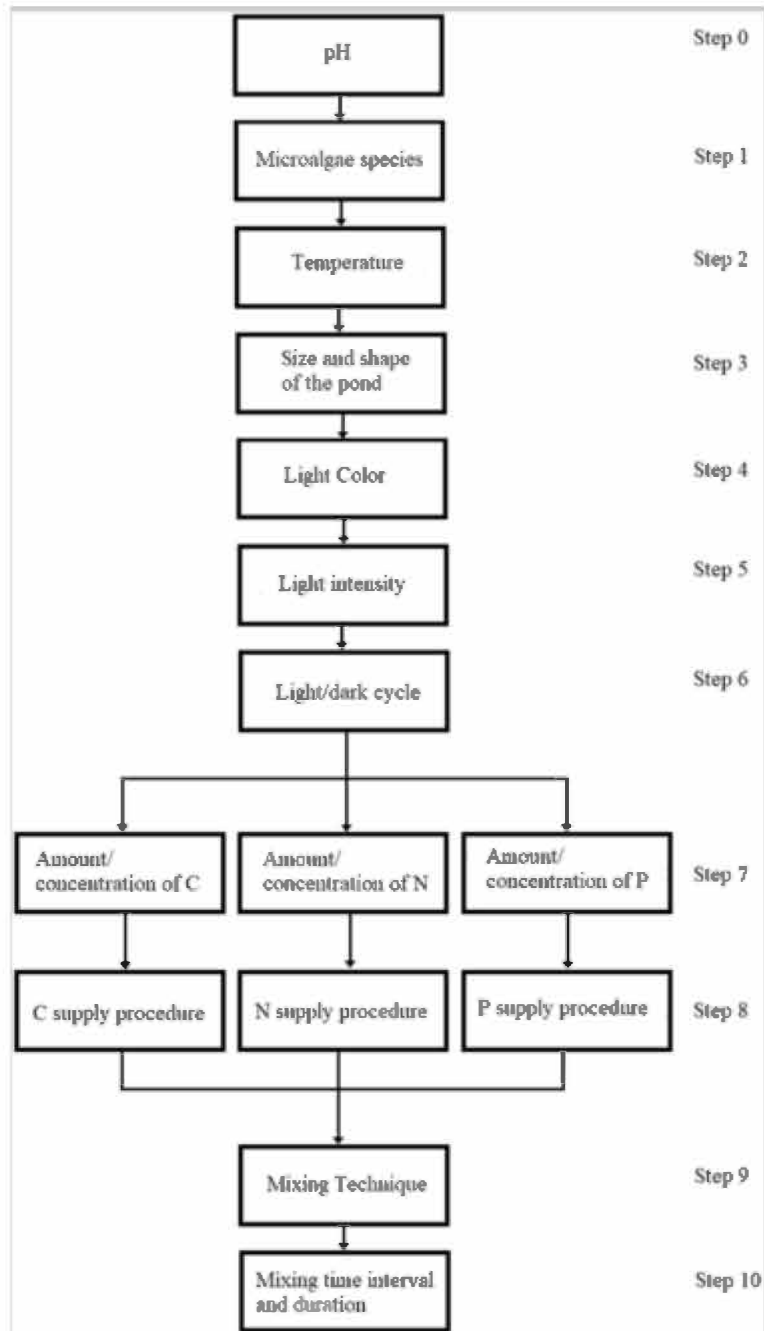 pH
Step 0
Microalgae species
Step 1
Temperature
Step 2
Size and shape
of the pond
Step 3
Light Color
Step 4
Light intensity
Step 5
Light/dark cycle
Step 6
Amount/
concentration of C
Amount/
concentration of N
Amount/
concentration of P
Step 7
C supply procedure
N supply procedure
P supply procedure
Step 8
Mixing Technique
Step 9
Mixing time interval
and duration
Step 10